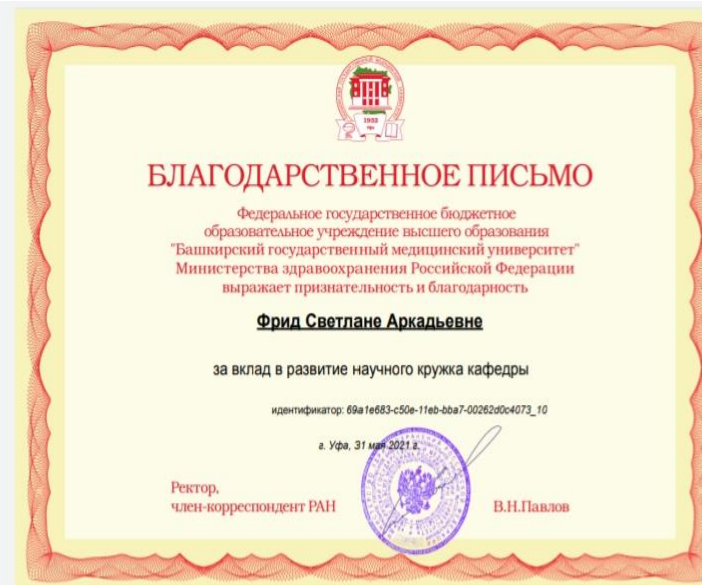 1932
Уфа
БЛАГОДАРСТВЕННОЕ ПИСЬМО
Федеральное государственное бюджетное
образовательное учреждение высшего образования
"Башкирский государственный медицинский университет"
Министерства здравоохранения Российской Федерации
выражает признательность и благодарность
Фрид Светлане Аркадьевне
за вклад в развитие научного кружка кафедры
идентификатор: 69a1e683-c50e-11eb-bba7-00262d0c4073_10
г. Уфа, 31 мая 2021 г.
Ректор,
член-корреспондент РАН
В.Н.Павлов